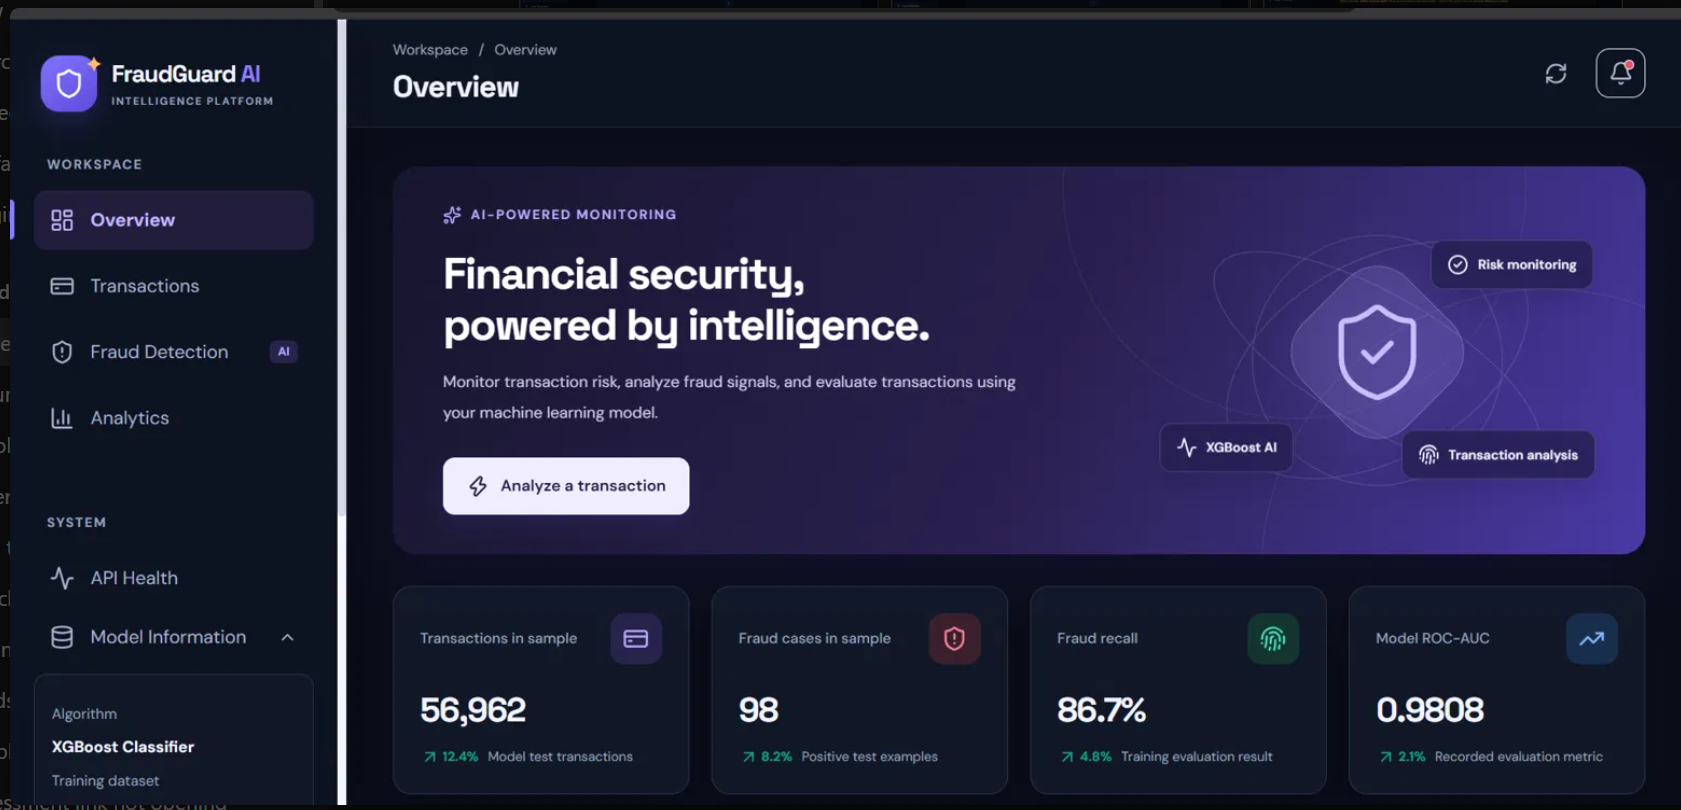 FraudGuard AI
INTELLIGENCE PLATFORM
WORKSPACE
Overview
Transactions
Fraud Detection AI
Analytics
SYSTEM
API Health
Model Information
Algorithm
XGBoost Classifier
Training dataset
Workspace / Overview
Overview
AI-POWERED MONITORING
Financial security,
powered by intelligence.
Monitor transaction risk, analyze fraud signals, and evaluate transactions using
your machine learning model.
Analyze a transaction
Risk monitoring
XGBoost AI
Transaction analysis
Transactions in sample
56,962
12.4% Model test transactions
Fraud cases in sample
98
8.2% Positive test examples
Fraud recall
86.7%
4.8% Training evaluation result
Model ROC-AUC
0.9808
2.1% Recorded evaluation metric